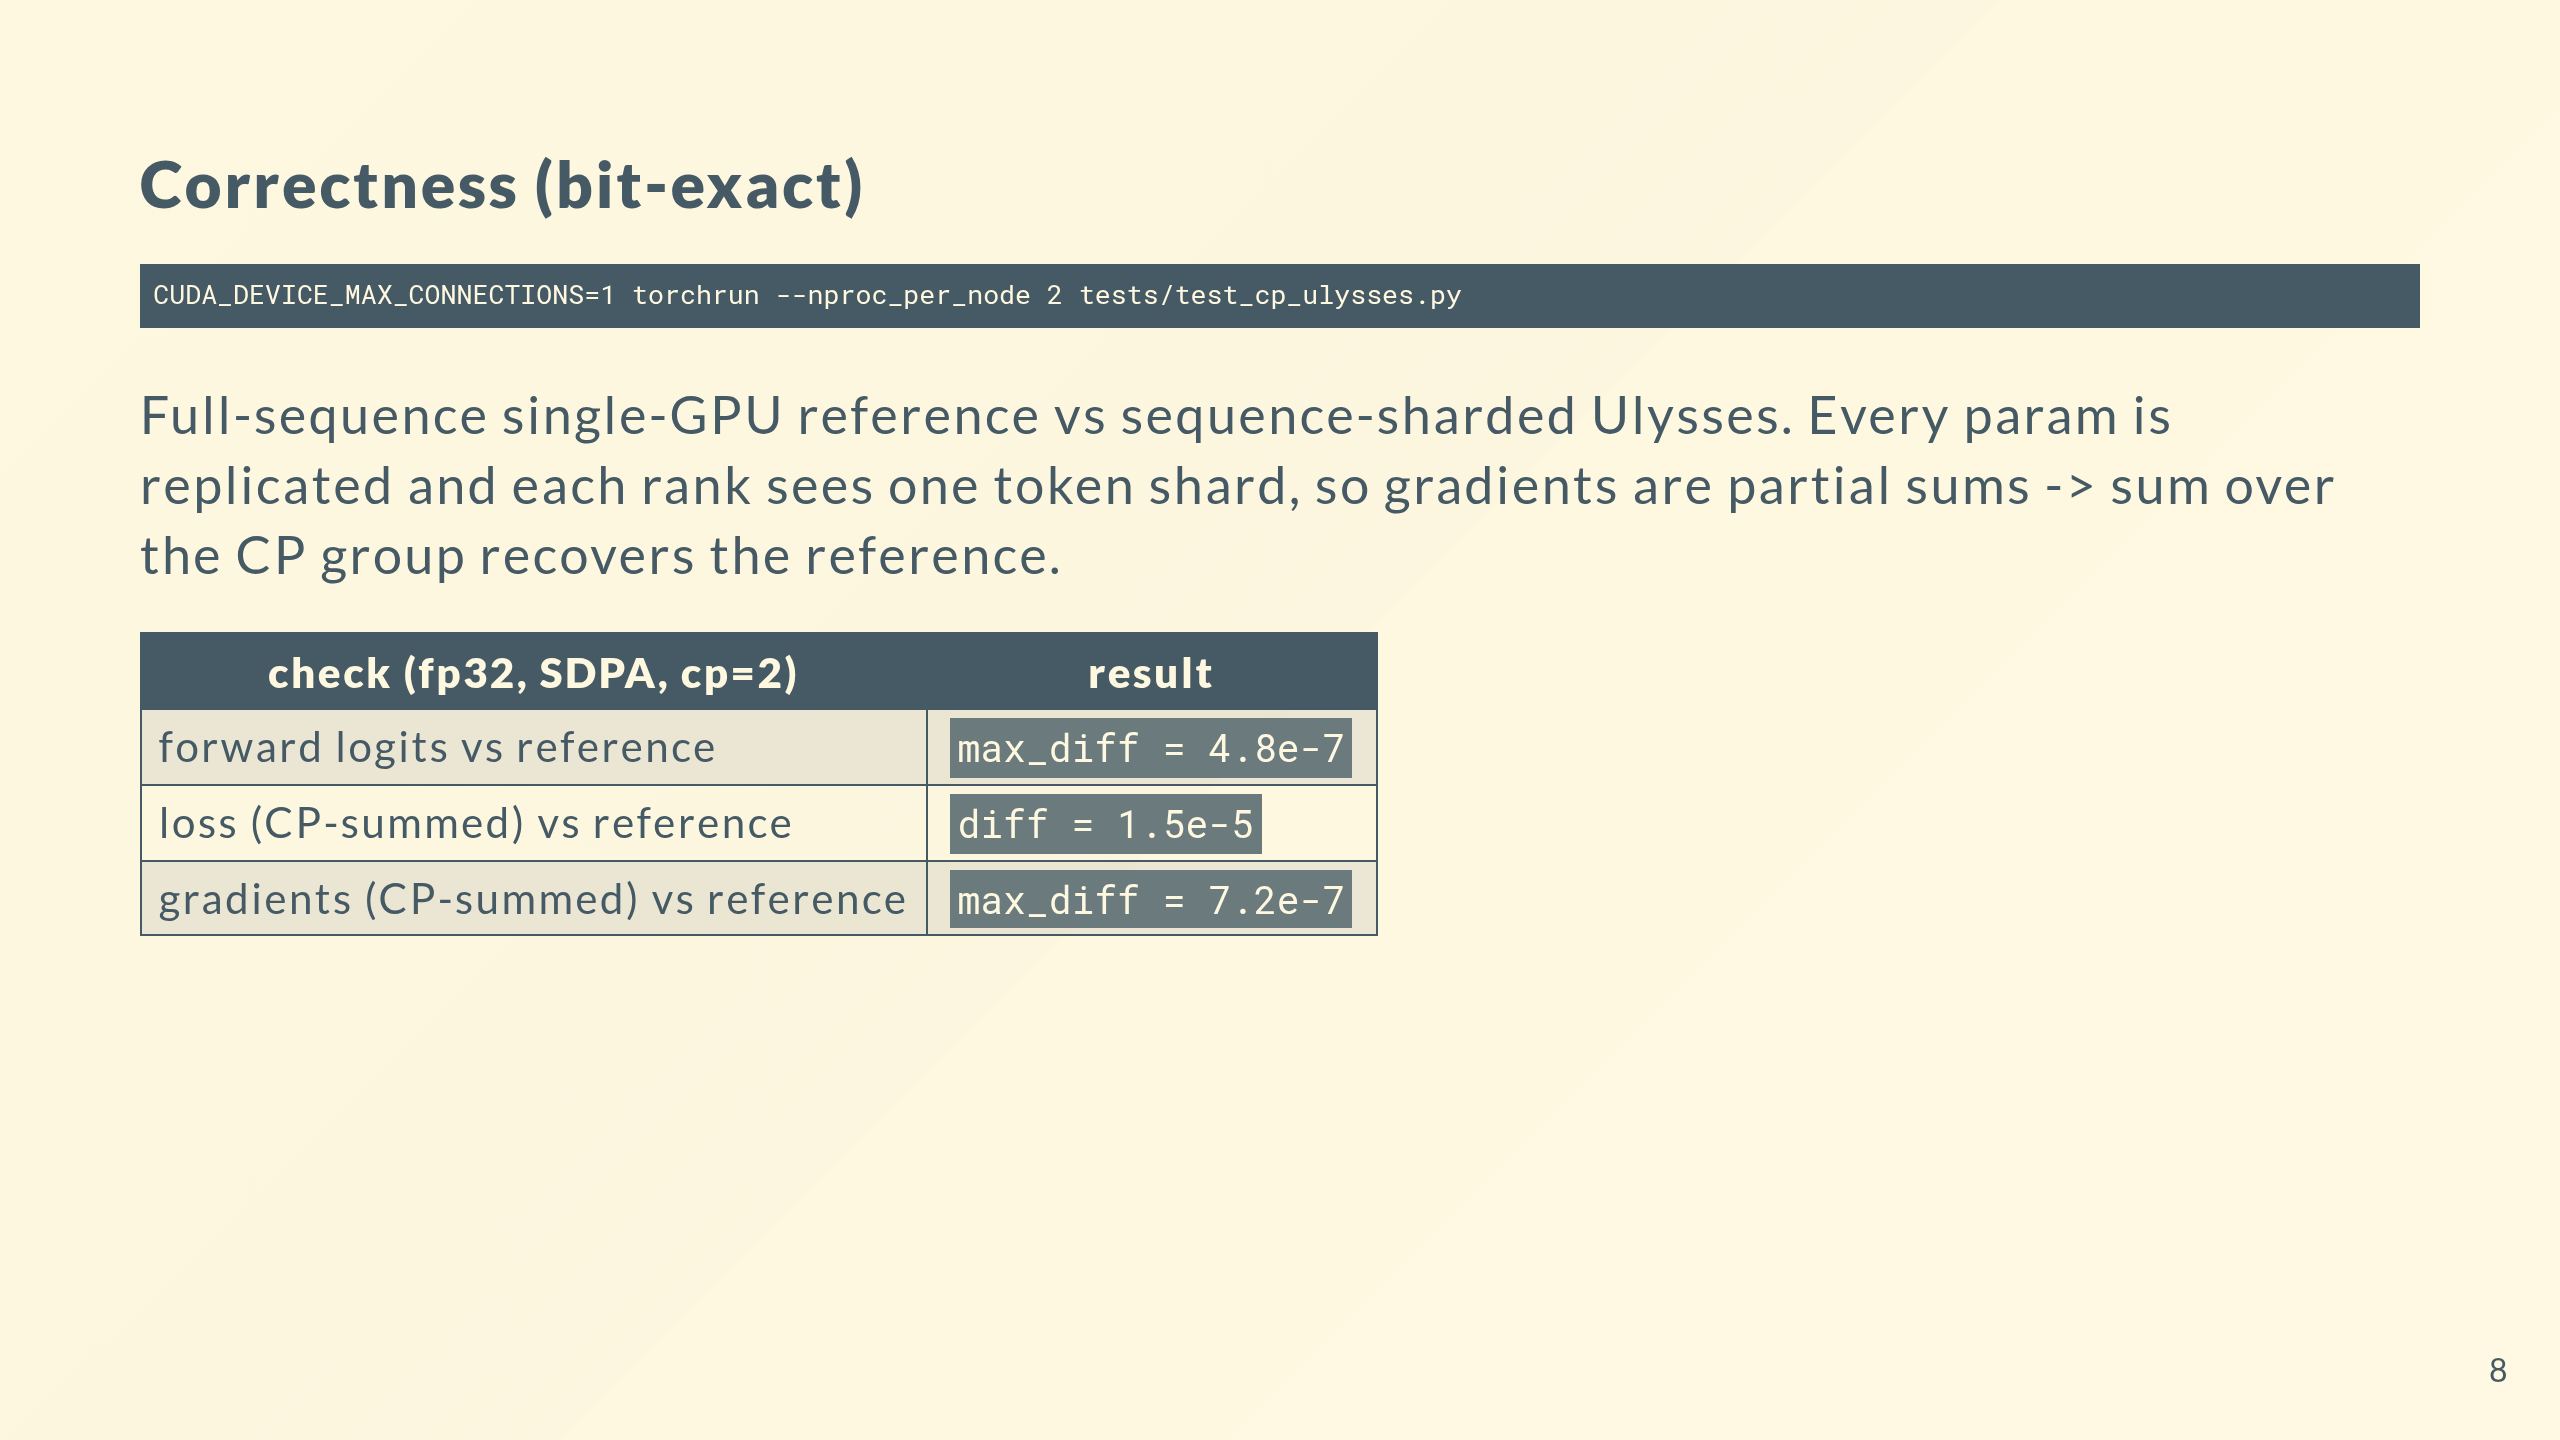 Correctness (bit-exact)
CUDA_DEVICE_MAX_CONNECTIONS=1 torchrun --nproc_per_node 2 tests/test_cp_ulysses.py
Full-sequence single-GPU reference vs sequence-sharded Ulysses. Every param is
replicated and each rank sees one token shard, so gradients are partial sums -> sum over
the CP group recovers the reference.
check (fp32, SDPA, cp=2) result
forward logits vs reference max_diff = 4.8e-7
loss (CP-summed) vs reference diff = 1.5e-5
gradients (CP-summed) vs reference max_diff = 7.2e-7
8